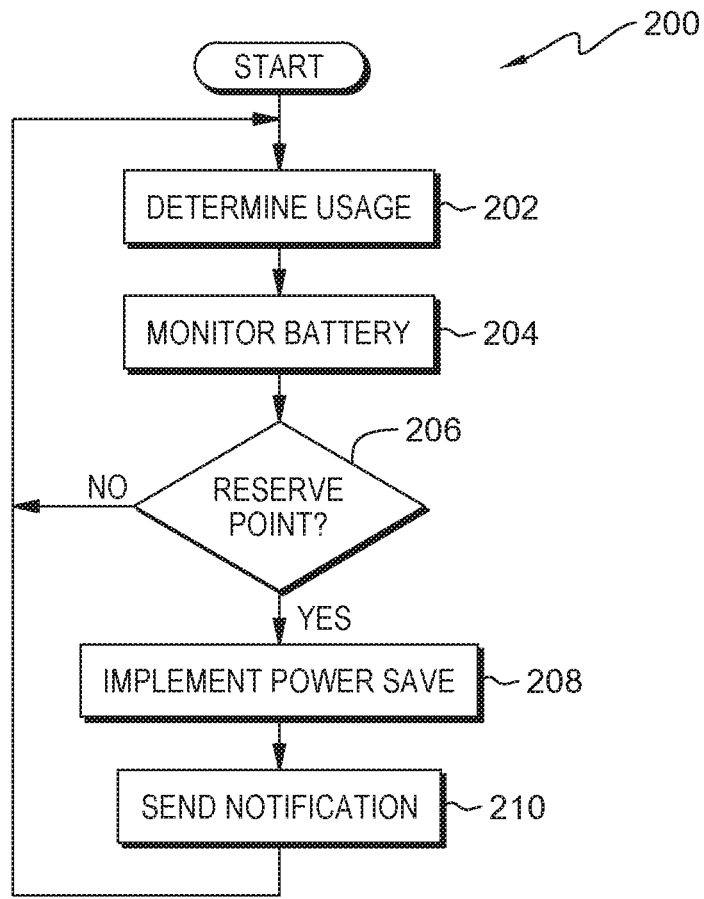 200
START
DETERMINE USAGE
202
MONITOR BATTERY
204
206
RESERVE
POINT?
NO
YES
IMPLEMENT POWER SAVE
208
SEND NOTIFICATION
210